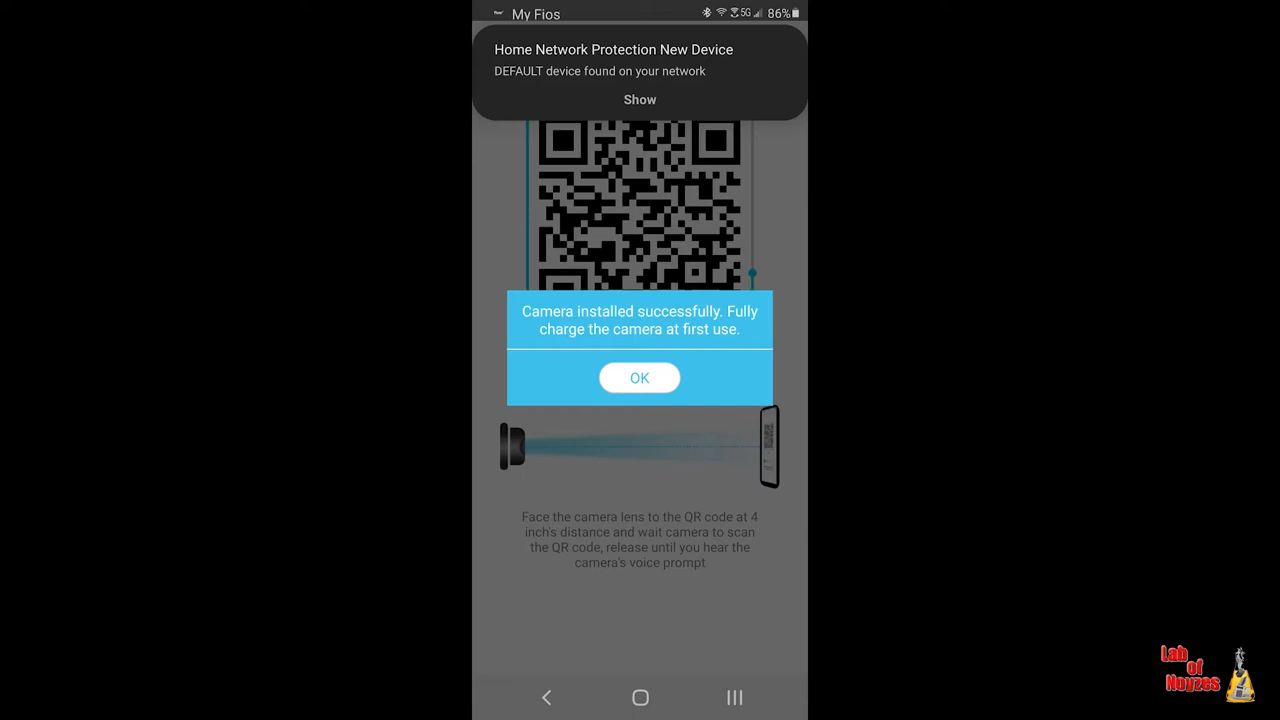 My Fios
5G
86%
Home Network Protection New Device
DEFAULT device found on your network
Show
Camera installed successfully. Fully
charge the camera at first use.
OK
Face the camera lens to the QR code at 4
inch's distance and wait camera to scan
the QR code, release until you hear the
camera's voice prompt
Lab
of
Noyzes